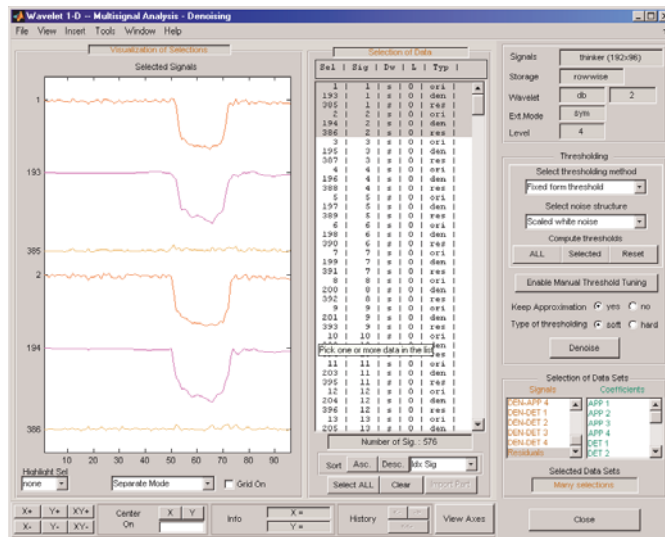 Wavelet 1-D -- Multisignal Analysis - Denoising
File View Insert Tools Window Help
Visualization of Selections
Selected Signals
1
193
385
2
194
386
10 20 30 40 50 60 70 80 90
Highlight Sel
none
Separate Mode
Grid On
Selection of Data
Sel | Sig | Dw | L | Typ |
1 | 1 | s | 0 | ori |
193 | 1 | s | 0 | den |
385 | 1 | s | 0 | res |
2 | 2 | s | 0 | ori |
194 | 2 | s | 0 | den |
386 | 2 | s | 0 | res |
3 | 3 | s | 0 | ori |
195 | 3 | s | 0 | den |
387 | 3 | s | 0 | res |
4 | 4 | s | 0 | ori |
196 | 4 | s | 0 | den |
388 | 4 | s | 0 | res |
5 | 5 | s | 0 | ori |
197 | 5 | s | 0 | den |
389 | 5 | s | 0 | res |
6 | 6 | s | 0 | ori |
198 | 6 | s | 0 | den |
390 | 6 | s | 0 | res |
7 | 7 | s | 0 | ori |
199 | 7 | s | 0 | den |
391 | 7 | s | 0 | res |
8 | 8 | s | 0 | ori |
200 | 8 | s | 0 | den |
392 | 8 | s | 0 | res |
9 | 9 | s | 0 | ori |
201 | 9 | s | 0 | den |
393 | 9 | s | 0 | res |
10 | 10 | s | 0 | ori |
Pick one or more data in the list
den |
res |
11 | 11 | s | 0 | ori |
203 | 11 | s | 0 | den |
395 | 11 | s | 0 | res |
12 | 12 | s | 0 | ori |
204 | 12 | s | 0 | den |
396 | 12 | s | 0 | res |
13 | 13 | s | 0 | ori |
205 | 13 | s | 0 | den |
Number of Sig.: 576
Sort Asc. Desc. Idx Sig
Select ALL Clear Import Part
Signals thinker (192x96)
Storage rowwise
Wavelet db 2
Ext.Mode sym
Level 4
Thresholding
Select thresholding method
Fixed form threshold
Select noise structure
Scaled white noise
Compute thresholds
ALL Selected Reset
Enable Manual Threshold Tuning
Keep Approximation yes no
Type of thresholding soft hard
Denoise
Selection of Data Sets
Signals Coefficients
DEN-APP 4 APP 1
DEN-DET 1 APP 2
DEN-DET 2 APP 3
DEN-DET 3 APP 4
DEN-DET 4 DET 1
Residuals DET 2
Selected Data Sets
Many selections
Close
X+ Y+ XY+
X- Y- XY-
Center On
X Y
Info
X =
Y =
History
View Axes